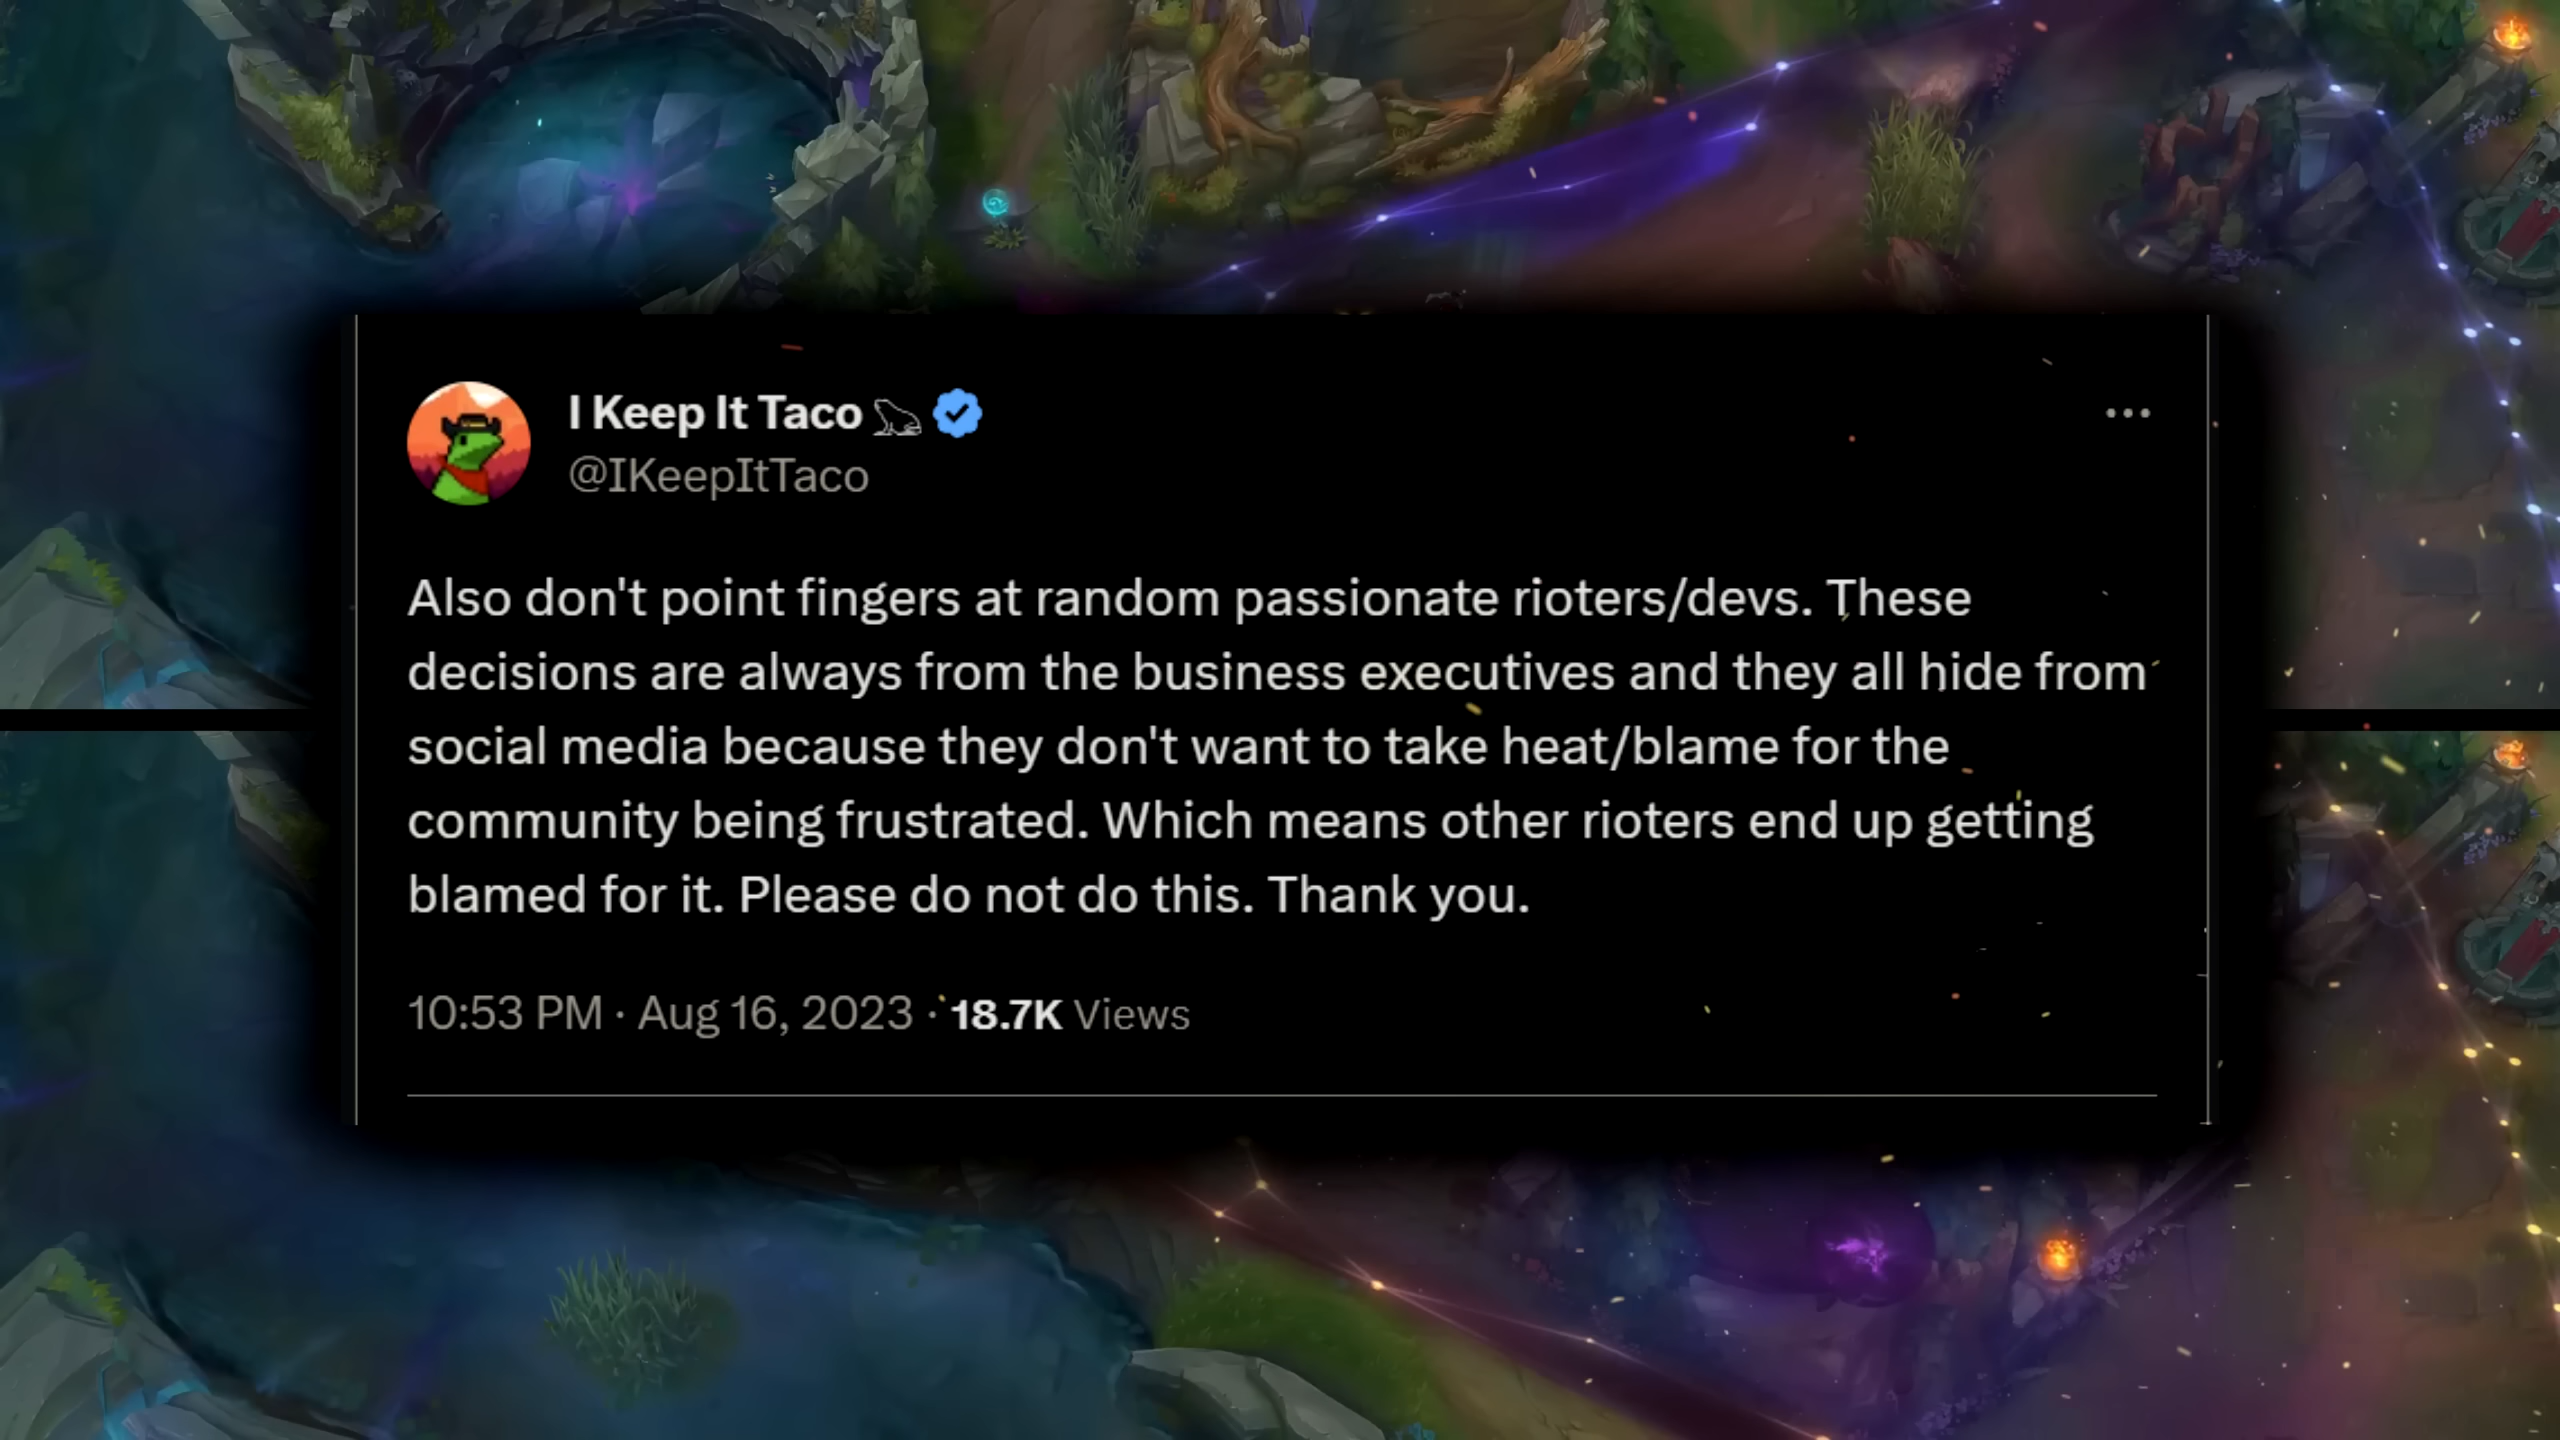 I Keep It Taco
@IKeepItTaco
Also don't point fingers at random passionate rioters/devs. These
decisions are always from the business executives and they all hide from
social media because they don't want to take heat/blame for the
community being frustrated. Which means other rioters end up getting
blamed for it. Please do not do this. Thank you.
10:53 PM · Aug 16, 2023 · 18.7K Views